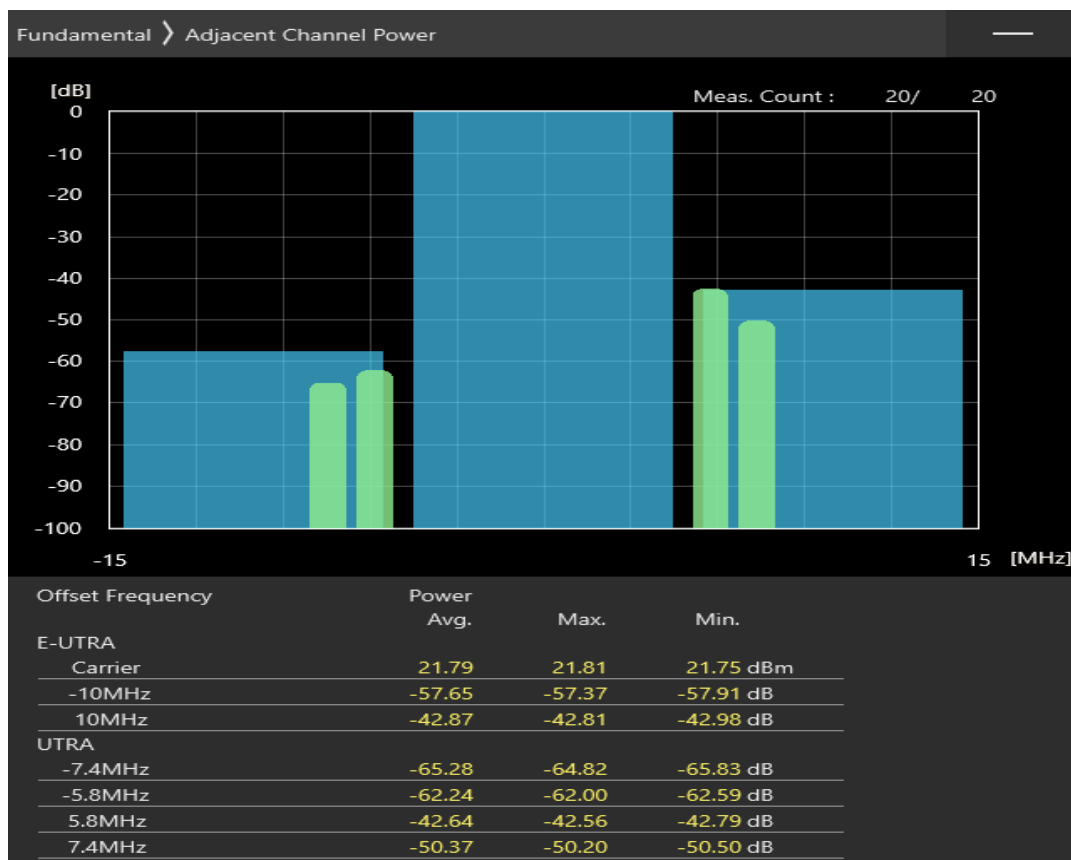 Fundamental ❯ Adjacent Channel Power
[dB]
Meas. Count : 20/ 20
0
-10
-20
-30
-40
-50
-60
-70
-80
-90
-100
-15 15 [MHz]
Offset Frequency Power
Avg. Max. Min.
E-UTRA
Carrier 21.79 21.81 21.75 dBm
-10MHz -57.65 -57.37 -57.91 dB
10MHz -42.87 -42.81 -42.98 dB
UTRA
-7.4MHz -65.28 -64.82 -65.83 dB
-5.8MHz -62.24 -62.00 -62.59 dB
5.8MHz -42.64 -42.56 -42.79 dB
7.4MHz -50.37 -50.20 -50.50 dB